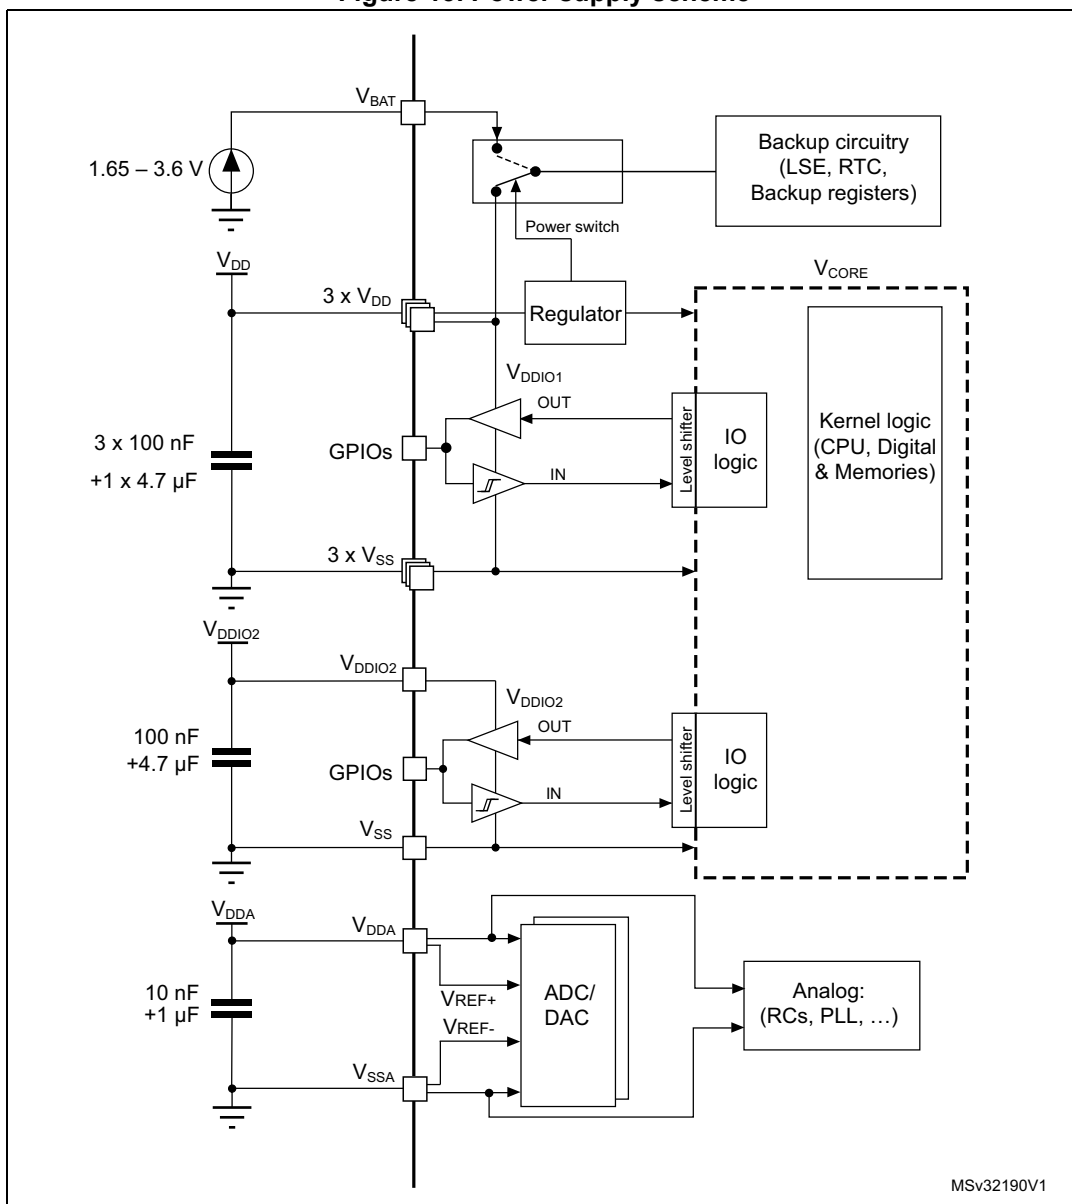 VBAT
1.65 – 3.6 V
Backup circuitry
(LSE, RTC,
Backup registers)
Power switch
VDD
3 x VDD
Regulator
VCORE
VDDIO1
OUT
GPIOs
IN
Level shifter
IO
logic
Kernel logic
(CPU, Digital
& Memories)
3 x 100 nF
+1 x 4.7 µF
3 x VSS
VDDIO2
VDDIO2
VDDIO2
OUT
100 nF
+4.7 µF
GPIOs
IN
Level shifter
IO
logic
VSS
VDDA
VDDA
10 nF
+1 µF
VREF+
VREF-
ADC/
DAC
Analog:
(RCs, PLL, …)
VSSA
MSv32190V1